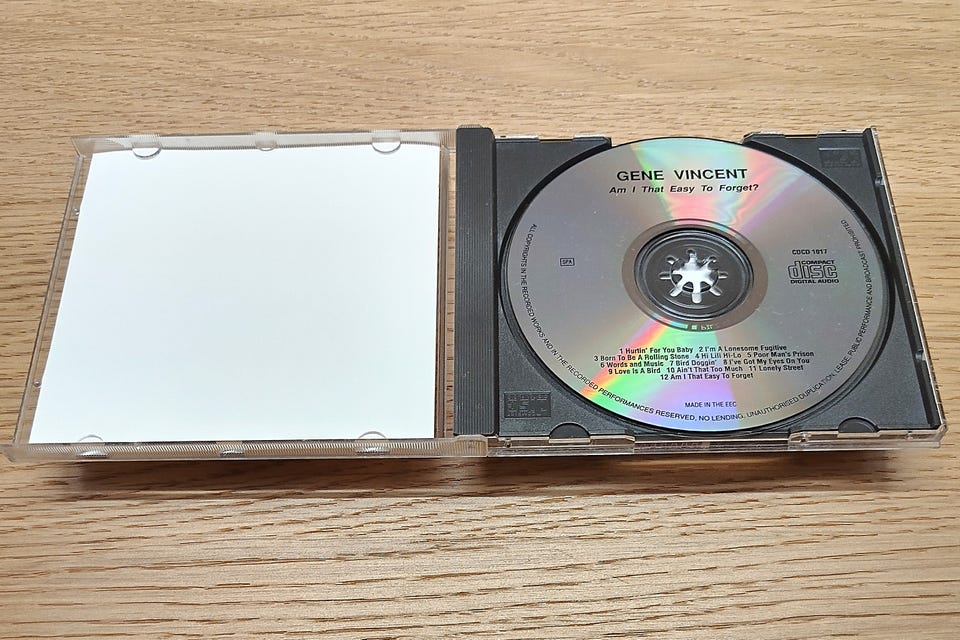 GENE VINCENT
Am I That Easy To Forget?
SPA
CDCD 1017
COMPACT
disc
DIGITAL AUDIO
1 Hurtin' For You Baby 2 I'm A Lonesome Fugitive
3 Born To Be A Rolling Stone 4 Hi Lili Hi-Lo 5 Poor Man's Prison
6 Words and Music 7 Bird Doggin' 8 I've Got My Eyes On You
9 Love Is A Bird 10 Ain't That Too Much 11 Lonely Street
12 Am I That Easy To Forget
MADE IN THE EEC
ALL COPYRIGHTS IN THE RECORDED WORKS AND IN THE RECORDED PERFORMANCES RESERVED, NO LENDING, UNAUTHORISED DUPLICATION, LEASE, PUBLIC PERFORMANCE AND BROADCAST PROHIBITED